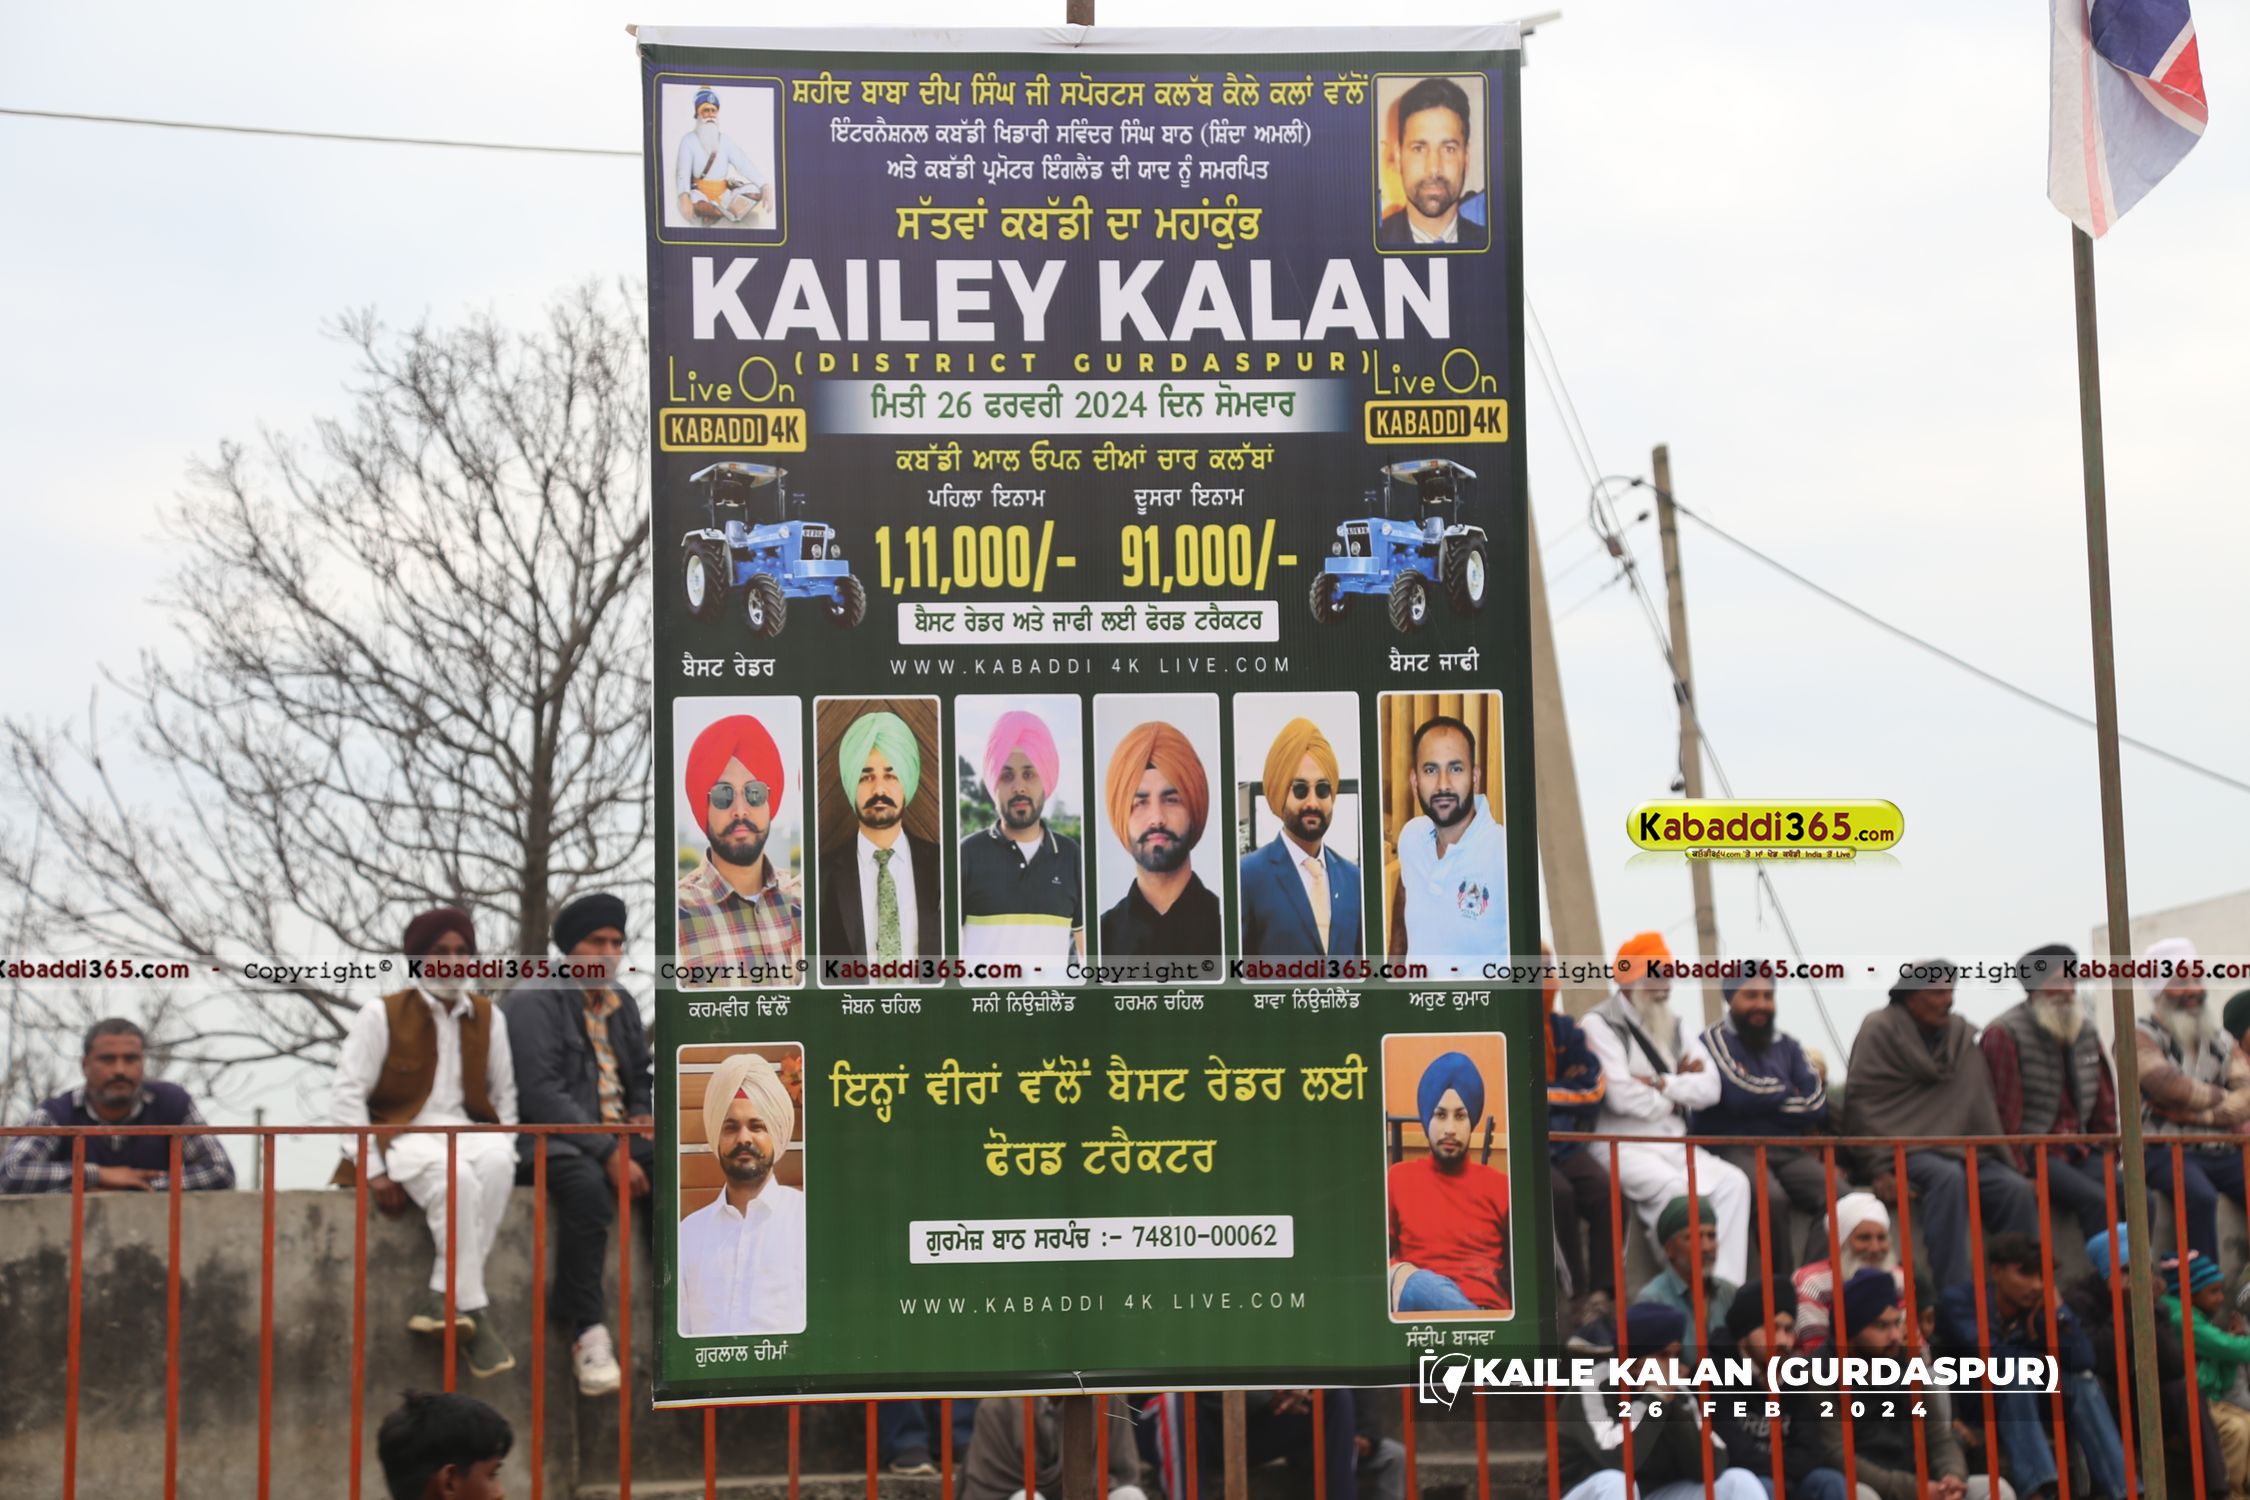 ਸ਼ਹੀਦ ਬਾਬਾ ਦੀਪ ਸਿੰਘ ਜੀ ਸਪੋਰਟਸ ਕਲੱਬ ਕੈਲੇ ਕਲਾਂ ਵੱਲੋਂ
ਇੰਟਰਨੈਸ਼ਨਲ ਕਬੱਡੀ ਖਿਡਾਰੀ ਸਵਿੰਦਰ ਸਿੰਘ ਬਾਠ (ਸ਼ਿੰਦਾ ਅਮਲੀ)
ਅਤੇ ਕਬੱਡੀ ਪ੍ਰਮੋਟਰ ਇੰਗਲੈਂਡ ਦੀ ਯਾਦ ਨੂੰ ਸਮਰਪਿਤ
ਸੱਤਵਾਂ ਕਬੱਡੀ ਦਾ ਮਹਾਂਕੁੰਭ
KAILEY KALAN
(DISTRICT GURDASPUR)
Live On KABADDI 4K
Live On KABADDI 4K
ਮਿਤੀ 26 ਫਰਵਰੀ 2024 ਦਿਨ ਸੋਮਵਾਰ
ਕਬੱਡੀ ਆਲ ਓਪਨ ਦੀਆਂ ਚਾਰ ਕਲੱਬਾਂ
ਪਹਿਲਾ ਇਨਾਮ ਦੂਸਰਾ ਇਨਾਮ
1,11,000/- 91,000/-
ਬੈਸਟ ਰੇਡਰ ਅਤੇ ਜਾਫੀ ਲਈ ਫੋਰਡ ਟਰੈਕਟਰ
ਬੈਸਟ ਰੇਡਰ WWW.KABADDI 4K LIVE.COM ਬੈਸਟ ਜਾਫੀ
Kabaddi365.com
Kabaddi365.com - Copyright© Kabaddi365.com - Copyright© Kabaddi365.com - Copyright© Kabaddi365.com - Copyright© Kabaddi365.com - Copyright© Kabaddi365.com
ਕਰਮਵੀਰ ਢਿੱਲੋਂ ਜੋਬਨ ਚਹਿਲ ਸਨੀ ਨਿਊਜ਼ੀਲੈਂਡ ਹਰਮਨ ਚਹਿਲ ਬਾਵਾ ਨਿਊਜ਼ੀਲੈਂਡ ਅਰੁਣ ਕੁਮਾਰ
ਇਨ੍ਹਾਂ ਵੀਰਾਂ ਵੱਲੋਂ ਬੈਸਟ ਰੇਡਰ ਲਈ
ਫੋਰਡ ਟਰੈਕਟਰ
ਗੁਰਮੇਜ਼ ਬਾਠ ਸਰਪੰਚ :- 74810-00062
WWW.KABADDI 4K LIVE.COM
ਗੁਰਲਾਲ ਚੀਮਾਂ ਸੰਦੀਪ ਬਾਜਵਾ
KAILE KALAN (GURDASPUR)
26 FEB 2024